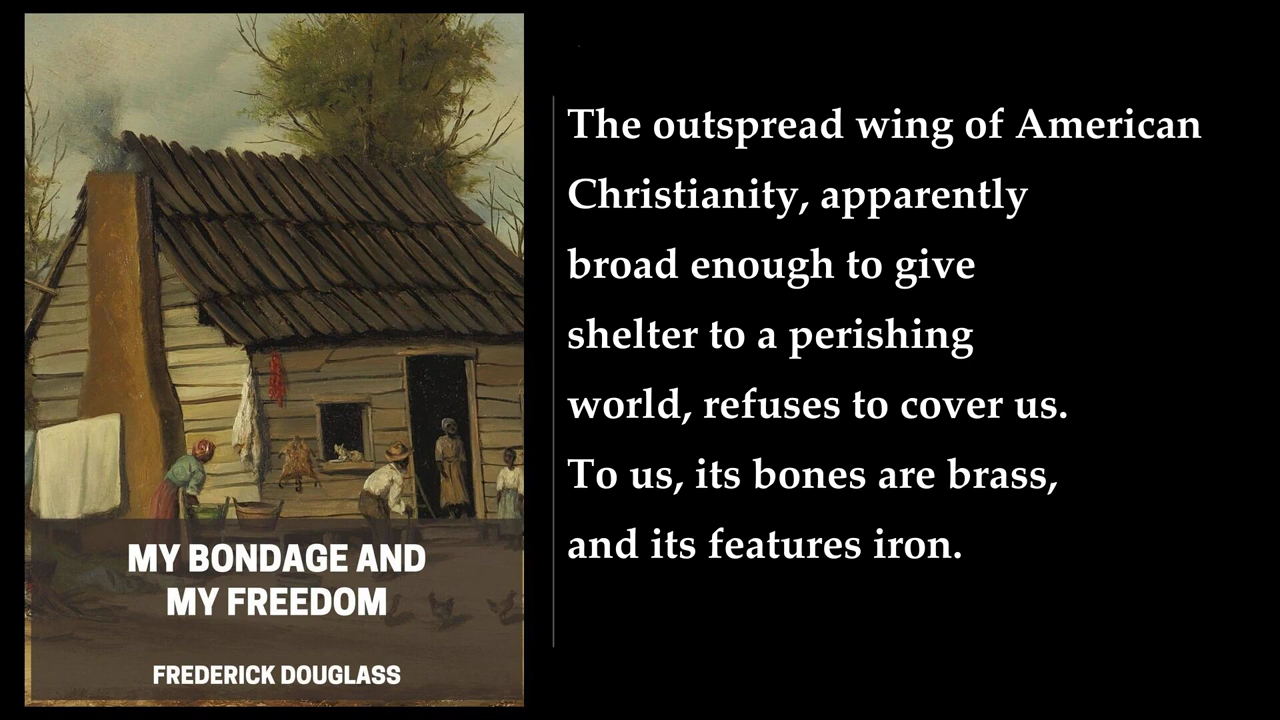 MY BONDAGE AND
MY FREEDOM
FREDERICK DOUGLASS
The outspread wing of American
Christianity, apparently
broad enough to give
shelter to a perishing
world, refuses to cover us.
To us, its bones are brass,
and its features iron.